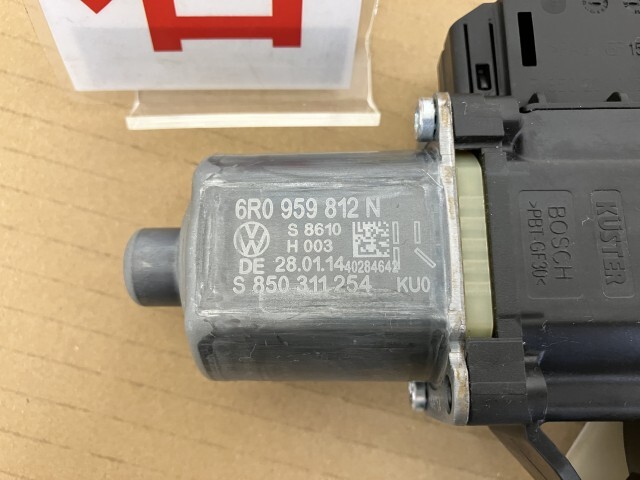 6R0 959 812 N
S 8610
H 003
DE 28.01.14 40284642
S 850 311 254 KU0
KÜSTER
BOSCH
>PBT-GF30<